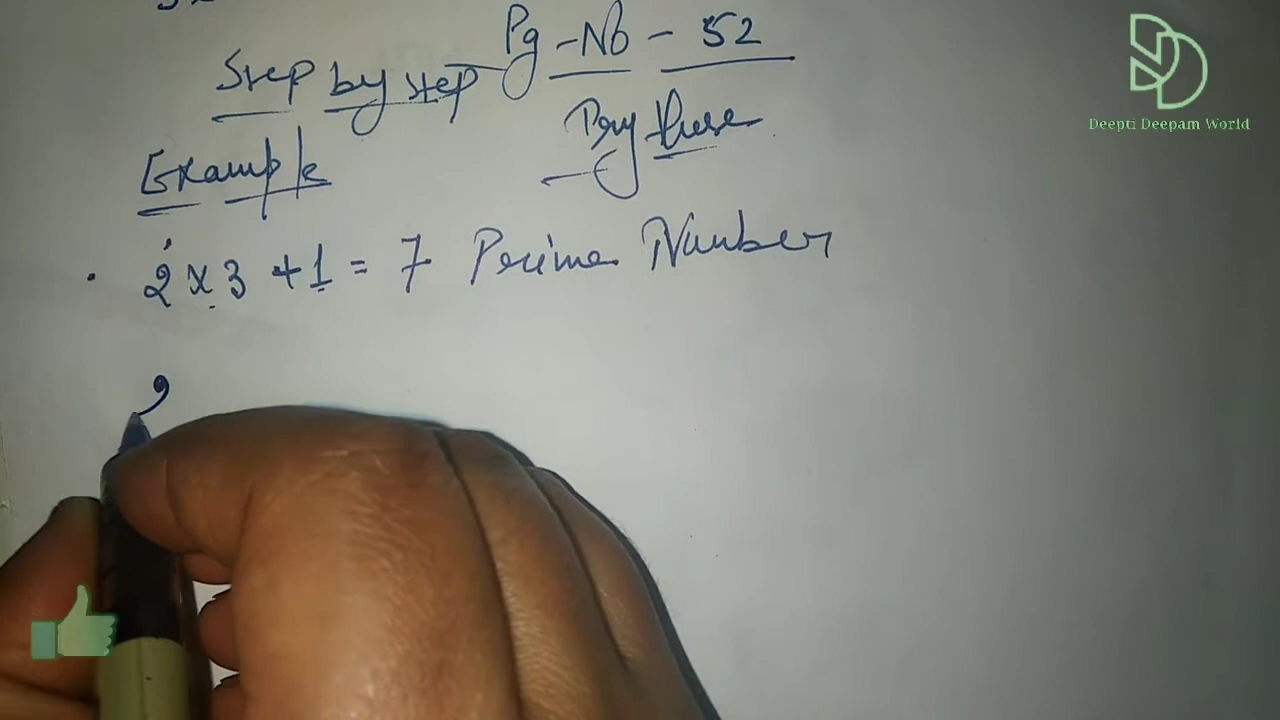 Pg - No - 52
Step by step
Try these
Example
2 x 3 + 1 = 7 Prime Number
Deepti Deepam World